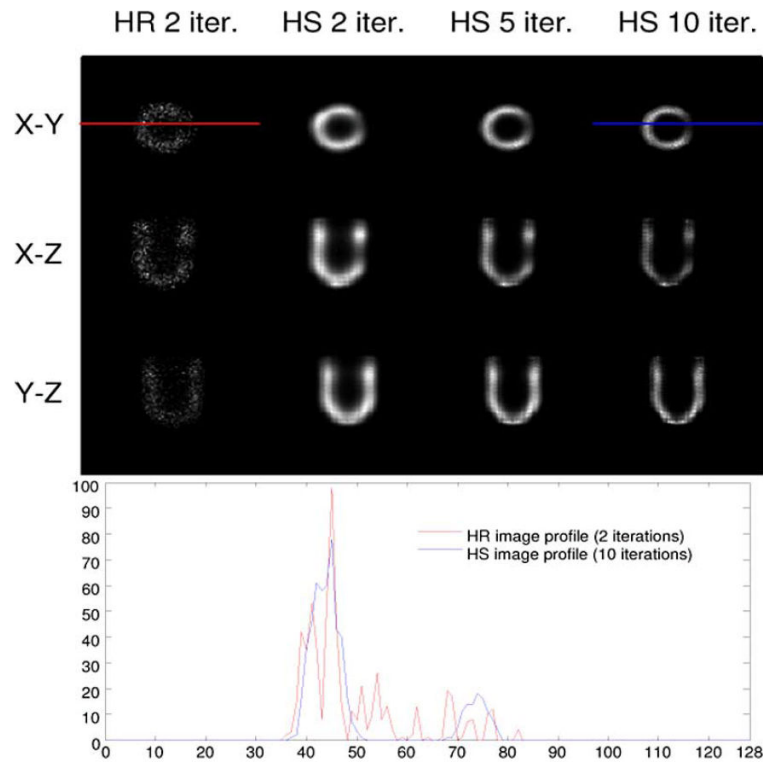 HR 2 iter. HS 2 iter. HS 5 iter. HS 10 iter.
X-Y
X-Z
Y-Z
100
90
80
70
60
50
40
30
20
10
0
HR image profile (2 iterations)
HS image profile (10 iterations)
0 10 20 30 40 50 60 70 80 90 100 110 120 128